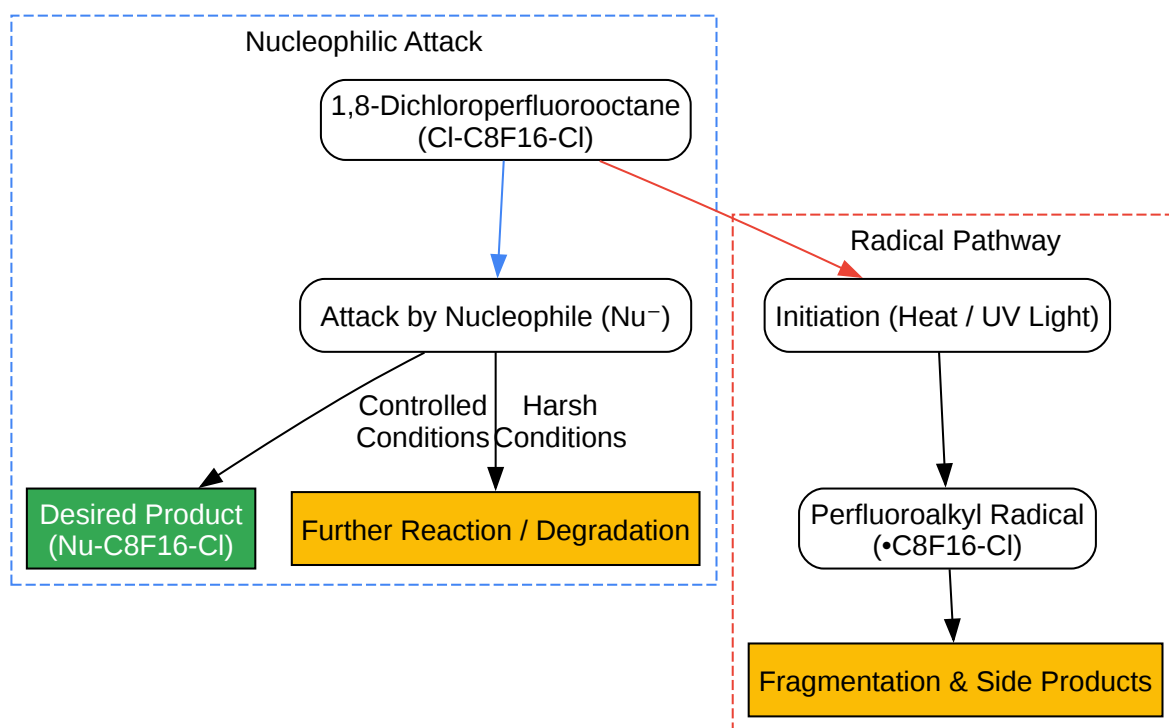 Nucleophilic Attack
1,8-Dichloroperfluorooctane
(Cl-C8F16-Cl)
Radical Pathway
Attack by Nucleophile (Nu⁻)
Initiation (Heat / UV Light)
Controlled
Conditions
Harsh
Conditions
Desired Product
(Nu-C8F16-Cl)
Further Reaction / Degradation
Perfluoroalkyl Radical
(•C8F16-Cl)
Fragmentation & Side Products